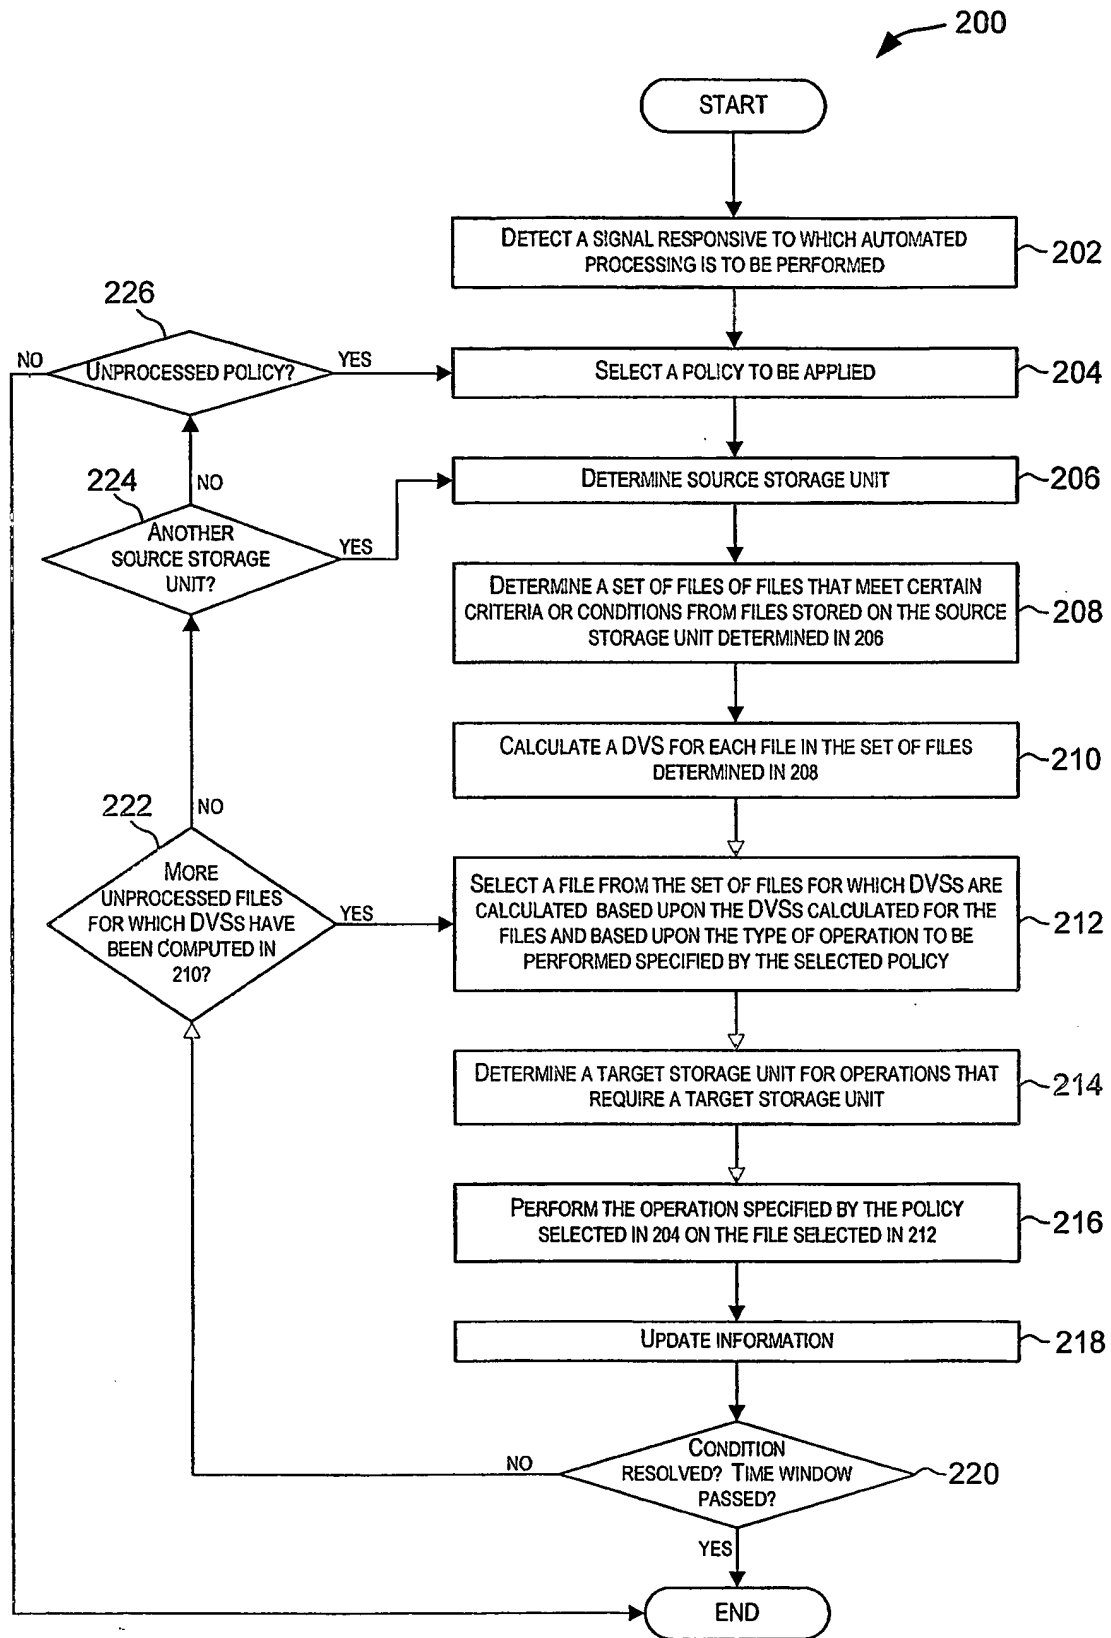 200
START
DETECT A SIGNAL RESPONSIVE TO WHICH AUTOMATED
PROCESSING IS TO BE PERFORMED
202
226
NO
UNPROCESSED POLICY?
YES
SELECT A POLICY TO BE APPLIED
204
NO
224
ANOTHER
SOURCE STORAGE
UNIT?
YES
DETERMINE SOURCE STORAGE UNIT
206
DETERMINE A SET OF FILES OF FILES THAT MEET CERTAIN
CRITERIA OR CONDITIONS FROM FILES STORED ON THE SOURCE
STORAGE UNIT DETERMINED IN 206
208
CALCULATE A DVS FOR EACH FILE IN THE SET OF FILES
DETERMINED IN 208
210
NO
222
MORE
UNPROCESSED FILES
FOR WHICH DVSS HAVE
BEEN COMPUTED IN
210?
YES
SELECT A FILE FROM THE SET OF FILES FOR WHICH DVSs ARE
CALCULATED BASED UPON THE DVSs CALCULATED FOR THE
FILES AND BASED UPON THE TYPE OF OPERATION TO BE
PERFORMED SPECIFIED BY THE SELECTED POLICY
212
DETERMINE A TARGET STORAGE UNIT FOR OPERATIONS THAT
REQUIRE A TARGET STORAGE UNIT
214
PERFORM THE OPERATION SPECIFIED BY THE POLICY
SELECTED IN 204 ON THE FILE SELECTED IN 212
216
UPDATE INFORMATION
218
NO
CONDITION
RESOLVED? TIME WINDOW
PASSED?
220
YES
END